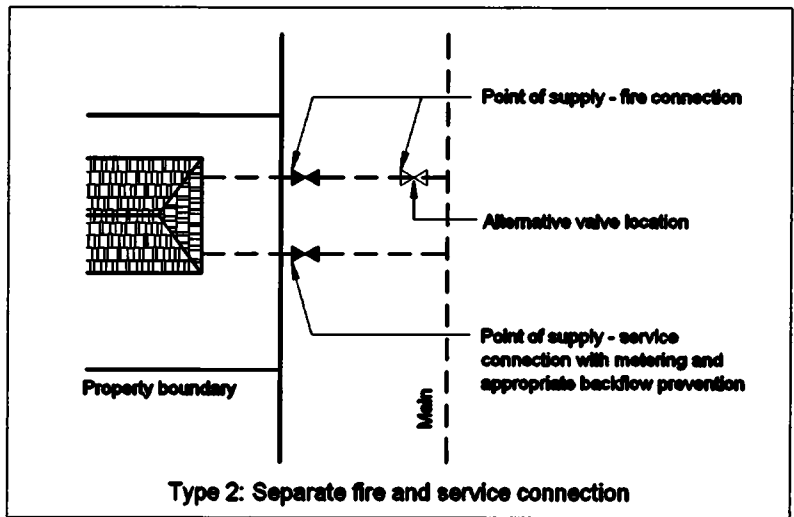 Point of supply - fire connection
Alternative valve location
Point of supply - service
connection with metering and
appropriate backflow prevention
Property boundary
Main
Type 2: Separate fire and service connection